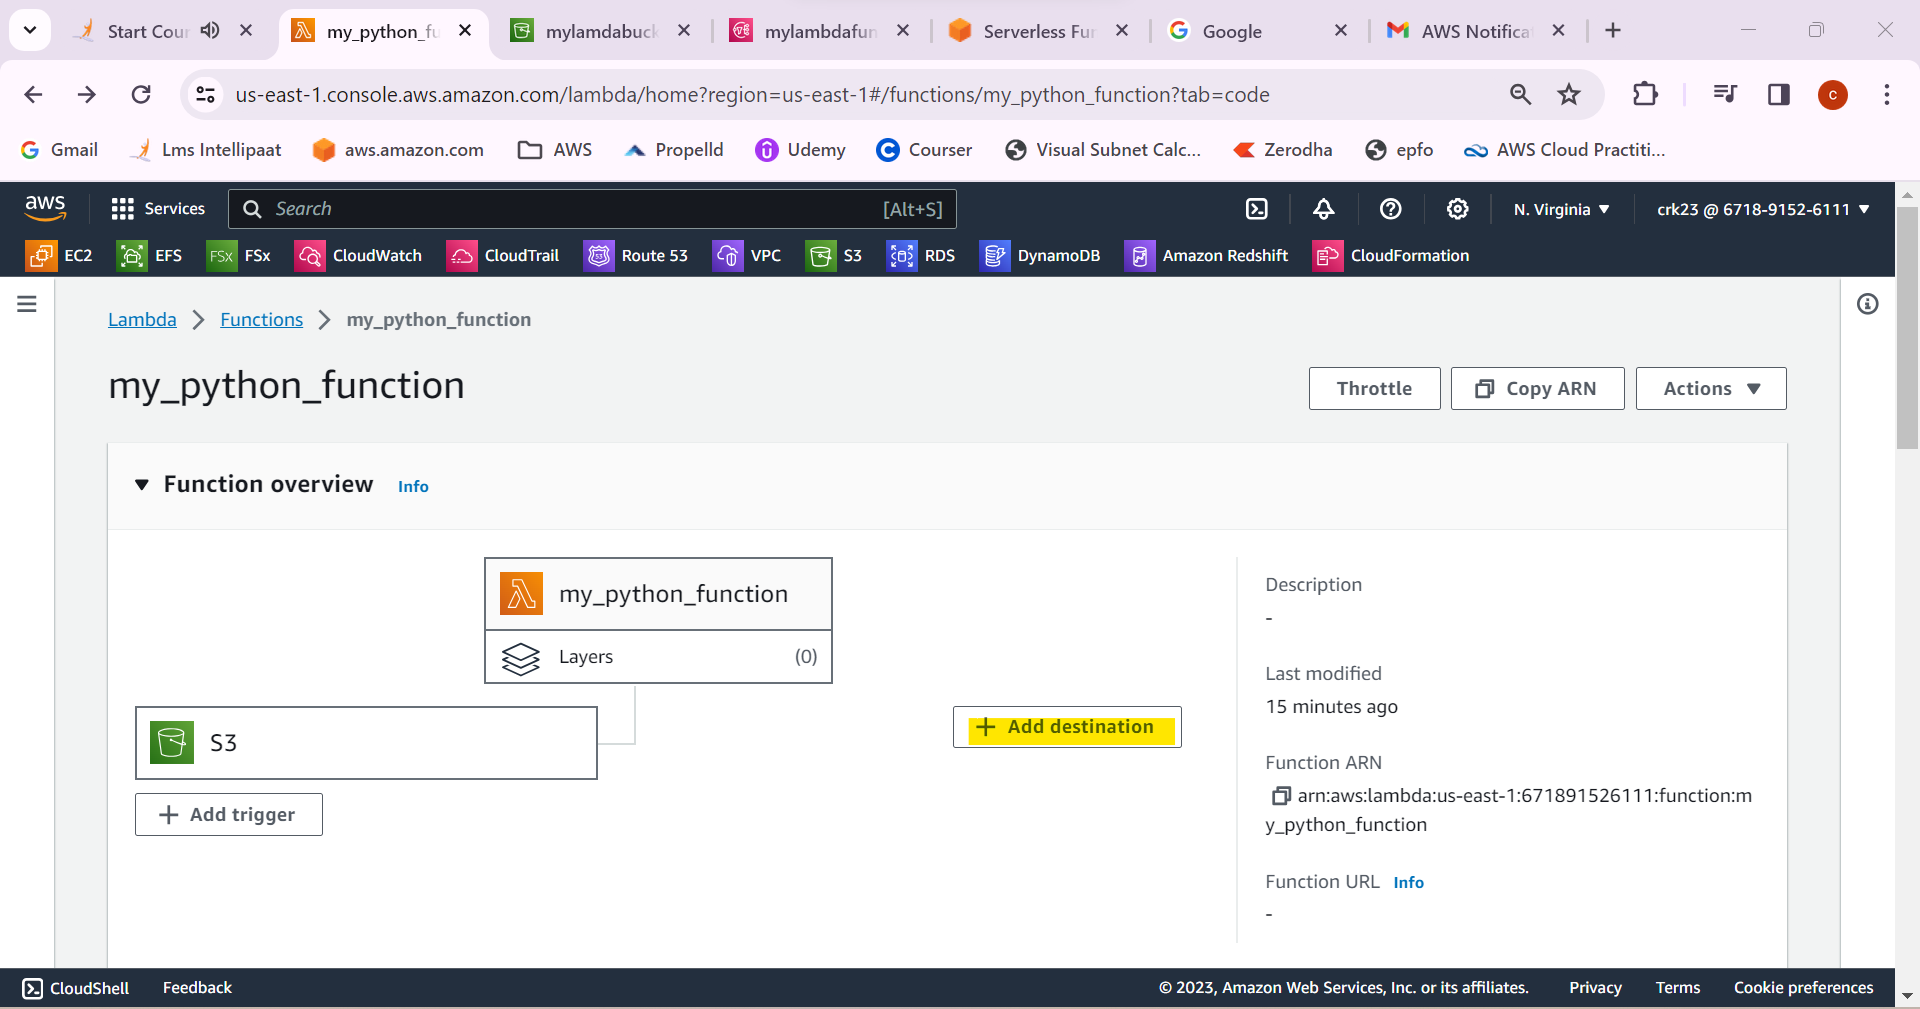 Start Cour
my_python_fu
mylamdabuck
mylambdafun
Serverless Fun
Google
AWS Notifica
us-east-1.console.aws.amazon.com/lambda/home?region=us-east-1#/functions/my_python_function?tab=code
C
Gmail
Lms Intellipaat
aws.amazon.com
AWS
Propelld
Udemy
Courser
Visual Subnet Calc...
Zerodha
epfo
AWS Cloud Practiti...
aws
Services
Search
[Alt+S]
N. Virginia
crk23 @ 6718-9152-6111
EC2
EFS
FSx
FSx
CloudWatch
CloudTrail
53
Route 53
VPC
S3
RDS
DynamoDB
Amazon Redshift
CloudFormation
Lambda
Functions
my_python_function
my_python_function
Throttle
Copy ARN
Actions
Function overview
Info
my_python_function
Layers
(0)
S3
+ Add trigger
+ Add destination
Description
-
Last modified
15 minutes ago
Function ARN
arn:aws:lambda:us-east-1:671891526111:function:m
y_python_function
Function URL
Info
-
CloudShell
Feedback
© 2023, Amazon Web Services, Inc. or its affiliates.
Privacy
Terms
Cookie preferences